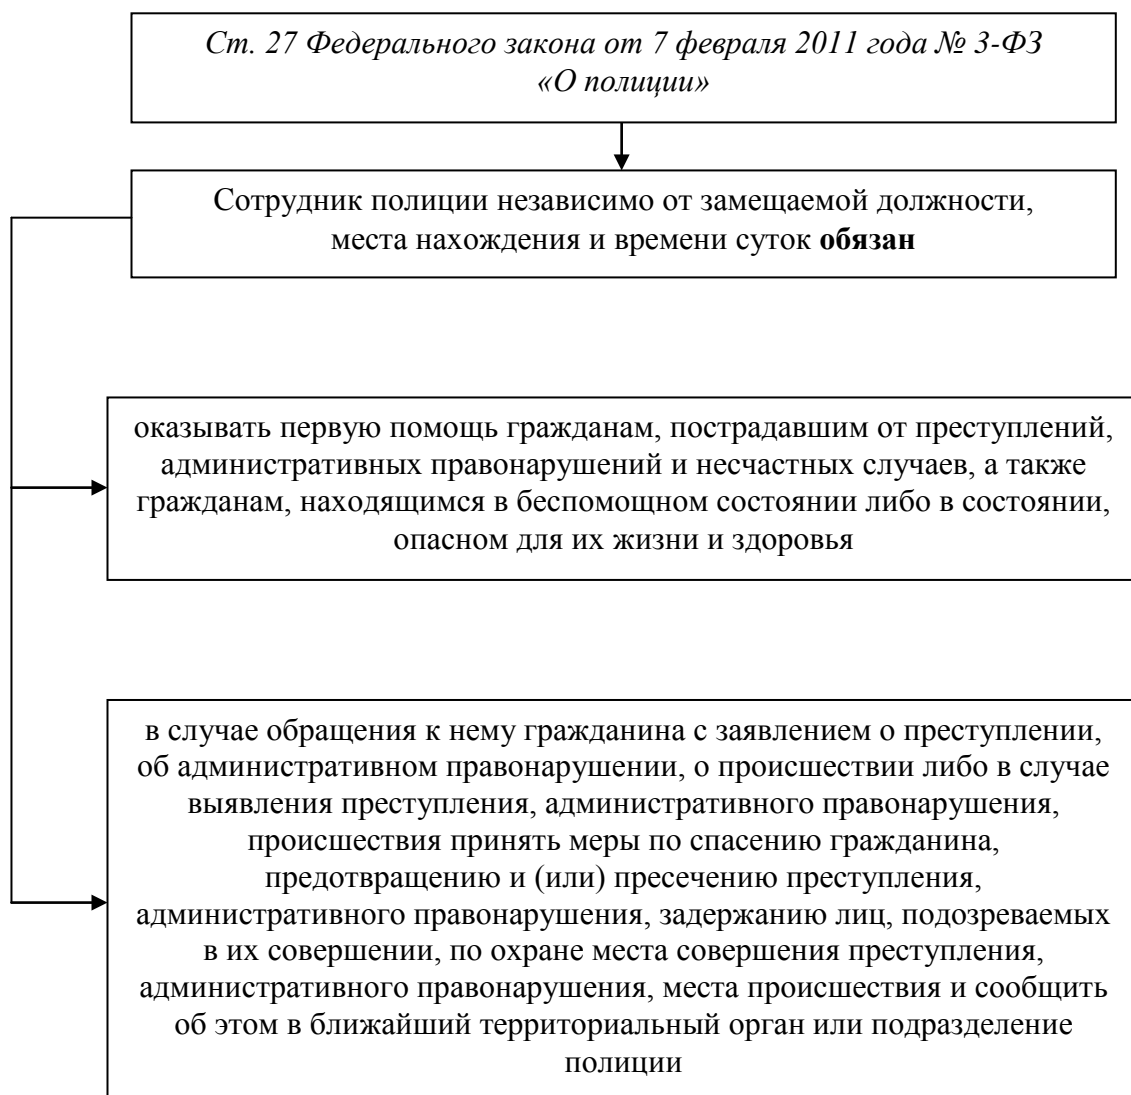 Ст. 27 Федерального закона от 7 февраля 2011 года № 3-ФЗ
«О полиции»
Сотрудник полиции независимо от замещаемой должности,
места нахождения и времени суток обязан
оказывать первую помощь гражданам, пострадавшим от преступлений,
административных правонарушений и несчастных случаев, а также
гражданам, находящимся в беспомощном состоянии либо в состоянии,
опасном для их жизни и здоровья
в случае обращения к нему гражданина с заявлением о преступлении,
об административном правонарушении, о происшествии либо в случае
выявления преступления, административного правонарушения,
происшествия принять меры по спасению гражданина,
предотвращению и (или) пресечению преступления,
административного правонарушения, задержанию лиц, подозреваемых
в их совершении, по охране места совершения преступления,
административного правонарушения, места происшествия и сообщить
об этом в ближайший территориальный орган или подразделение
полиции